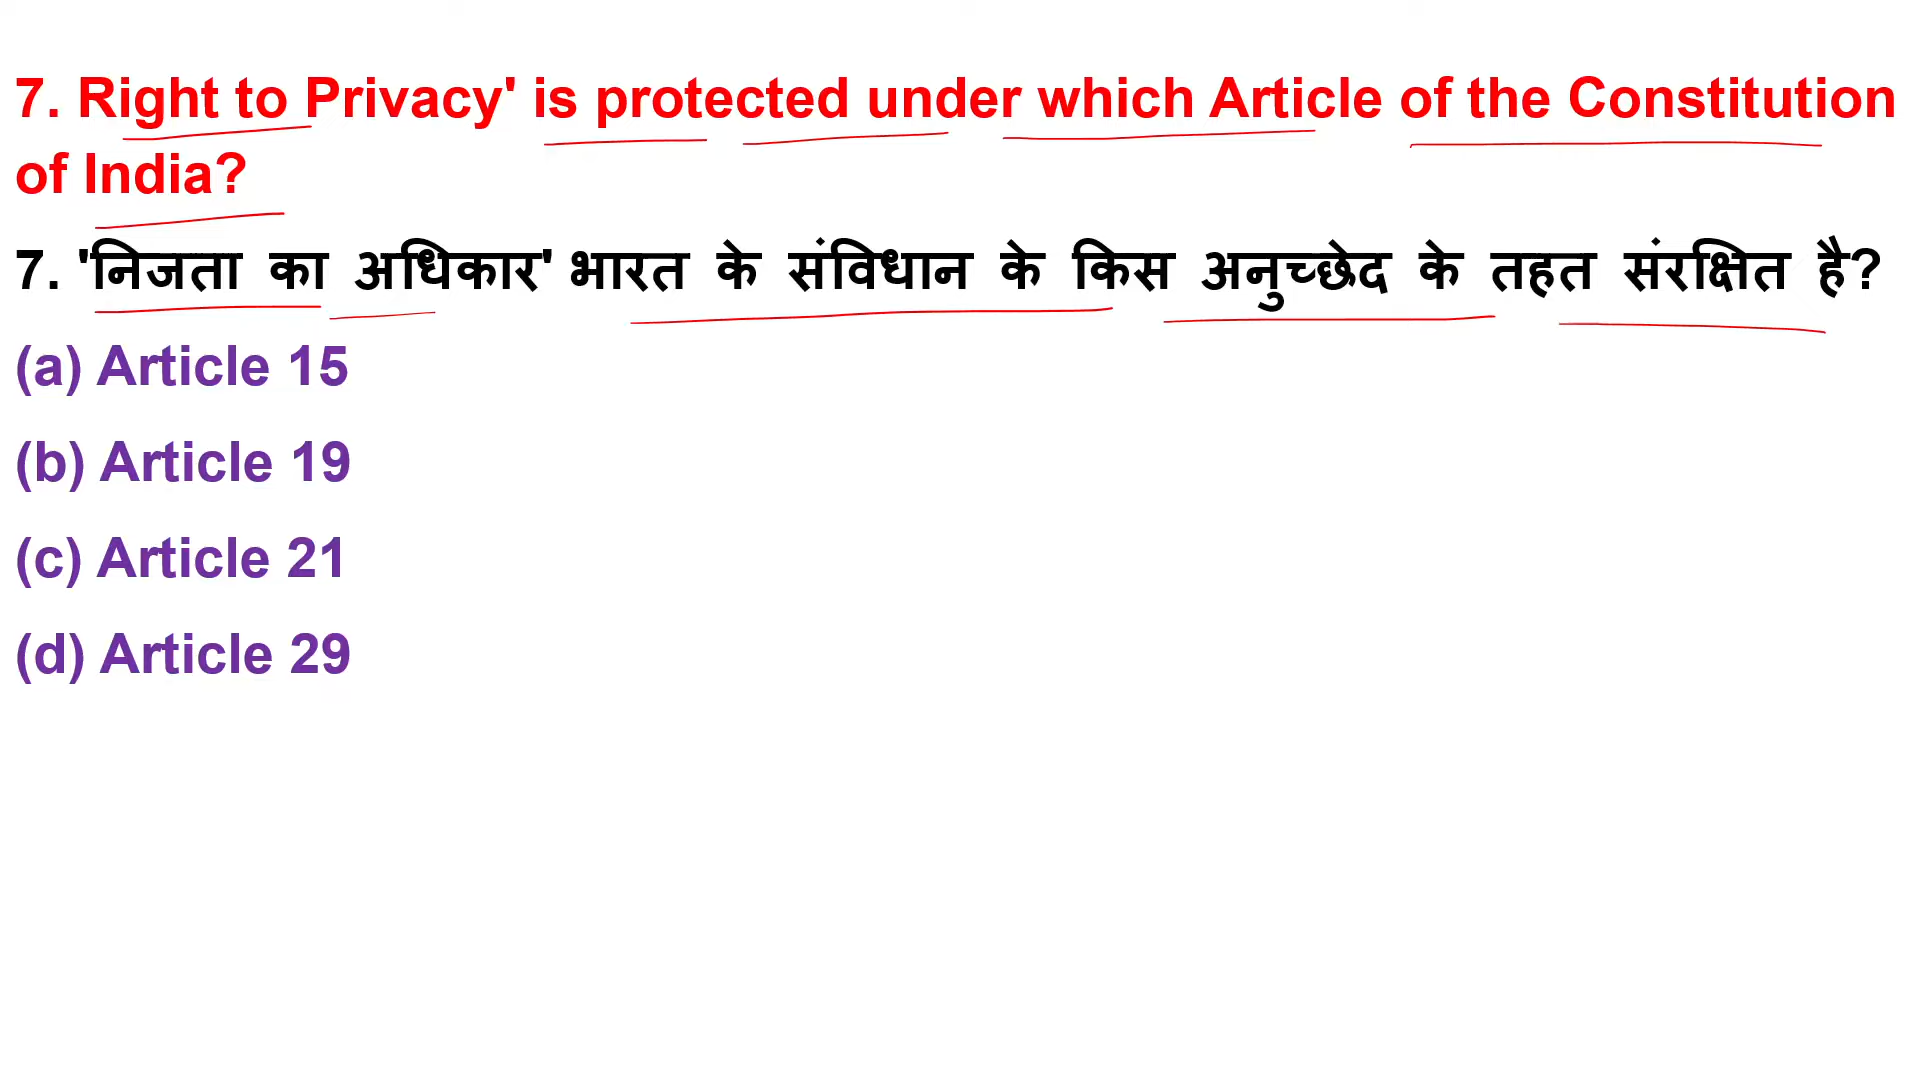 7. Right to Privacy' is protected under which Article of the Constitution
of India?
7. 'निजता का अधिकार' भारत के संविधान के किस अनुच्छेद के तहत संरक्षित है?
(a) Article 15
(b) Article 19
(c) Article 21
(d) Article 29